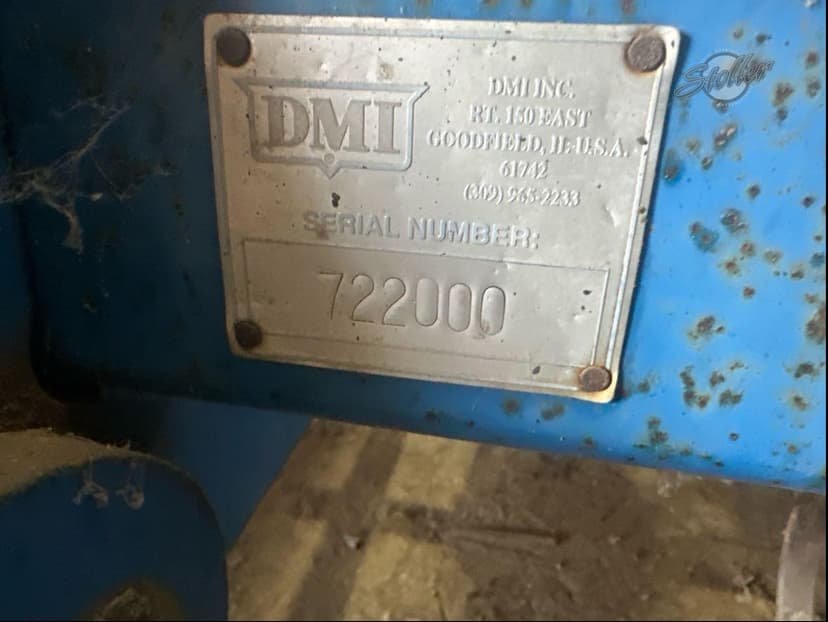 DMI
DMI INC.
RT. 150 EAST
GOODFIELD, IL U.S.A.
61742
(309) 965-2233
SERIAL NUMBER:
722000
Stoller